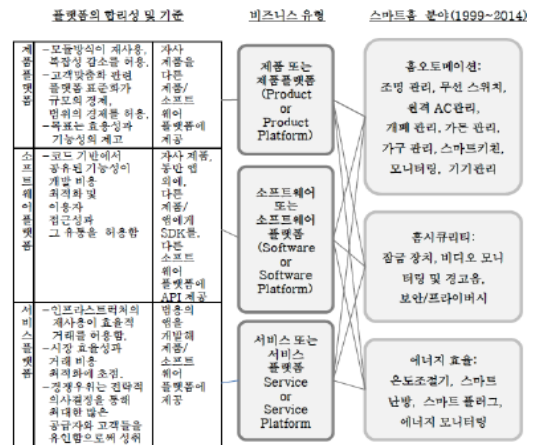 플랫폼의 합리성 및 기준
비즈니스 유형
스마트홈 분야(1999~2014)
제품플랫폼
-모듈방식이 재사용,
복잡성 감소를 허용,
-고객맞춤화 관련
플랫폼 표준화가
규모의 경제,
범위의 경제를 허용,
-목표는 효용성과
기능성의 제고
자사
제품을
다른
제품/
소프트
웨어
플랫폼에
제공
소프트웨어플랫폼
-코드 기반에서
공유된 기능성이
개발 비용
최적화 및
이용자
접근성과
그 유통을 허용함
자사 제품,
동반 앱
외에,
다른
제품/
앱에게
SDK를,
다른
소프트
웨어
플랫폼에
API 제공
서비스플랫폼
-인프라스트럭처의
재사용이 효율적
거래를 허용함,
-시장 효율성과
거래 비용
최적화에 초점,
-경쟁우위는 전략적
의사결정을 통해
최대한 많은
공급자와 고객들을
유인함으로써 성취
범용의
앱을
개발해
제품/
소프트
웨어
플랫폼에
제공
제품 또는
제품플랫폼
(Product
or
Product
Platform)
소프트웨어
또는
소프트웨어
플랫폼
(Software
or
Software
Platform)
서비스 또는
서비스
플랫폼
Service
or
Service
Platform
홈오토메이션:
조명 관리, 무선 스위치,
원격 AC관리,
개폐 관리, 가든 관리,
가구 관리, 스마트키친,
모니터링, 기기관리
홈시큐리티:
잠금 장치, 비디오 모니
터링 및 경고음,
보안/프라이버시
에너지 효율:
온도조절기, 스마트
난방, 스마트 플러그,
에너지 모니터링